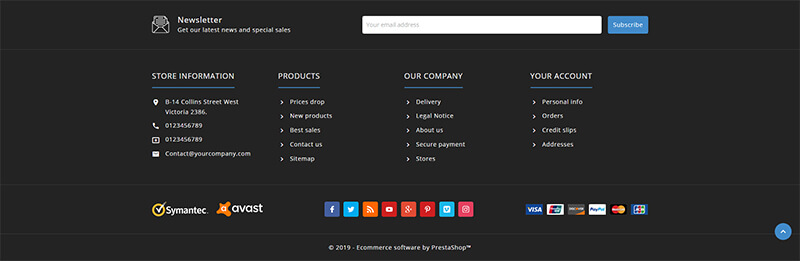 Newsletter
Get our latest news and special sales
Your email address
Subscribe
STORE INFORMATION
B-14 Collins Street West
Victoria 2386.
0123456789
0123456789
Contact@yourcompany.com
PRODUCTS
Prices drop
New products
Best sales
Contact us
Sitemap
OUR COMPANY
Delivery
Legal Notice
About us
Secure payment
Stores
YOUR ACCOUNT
Personal info
Orders
Credit slips
Addresses
Symantec.
avast
VISA
DISCOVER
PayPal
MasterCard
JCB
© 2019 - Ecommerce software by PrestaShop™